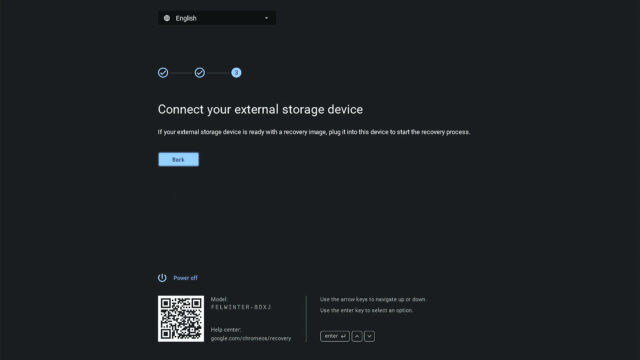 English
3
Connect your external storage device
If your external storage device is ready with a recovery image, plug it into this device to start the recovery process.
Back
Power off
Model:
FELWINTER-BDXJ
Help center:
google.com/chromeos/recovery
Use the arrow keys to navigate up or down.
Use the enter key to select an option.
enter